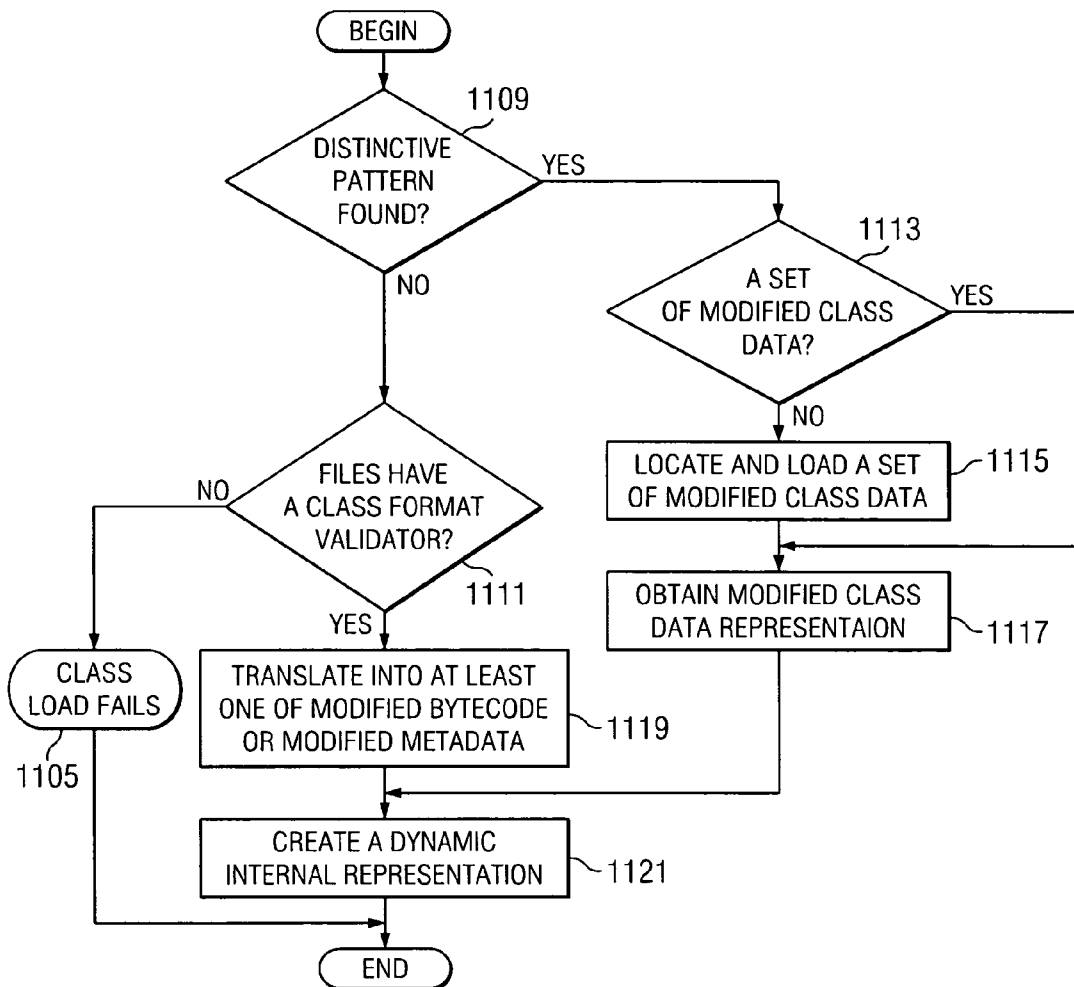 BEGIN
1109
DISTINCTIVE
PATTERN
FOUND?
YES
NO
1113
A SET
OF MODIFIED CLASS
DATA?
YES
NO
LOCATE AND LOAD A SET
OF MODIFIED CLASS DATA
1115
FILES HAVE
A CLASS FORMAT
VALIDATOR?
NO
1111
YES
OBTAIN MODIFIED CLASS
DATA REPRESENTAION
1117
CLASS
LOAD FAILS
1105
TRANSLATE INTO AT LEAST
ONE OF MODIFIED BYTECODE
OR MODIFIED METADATA
1119
CREATE A DYNAMIC
INTERNAL REPRESENTATION
1121
END